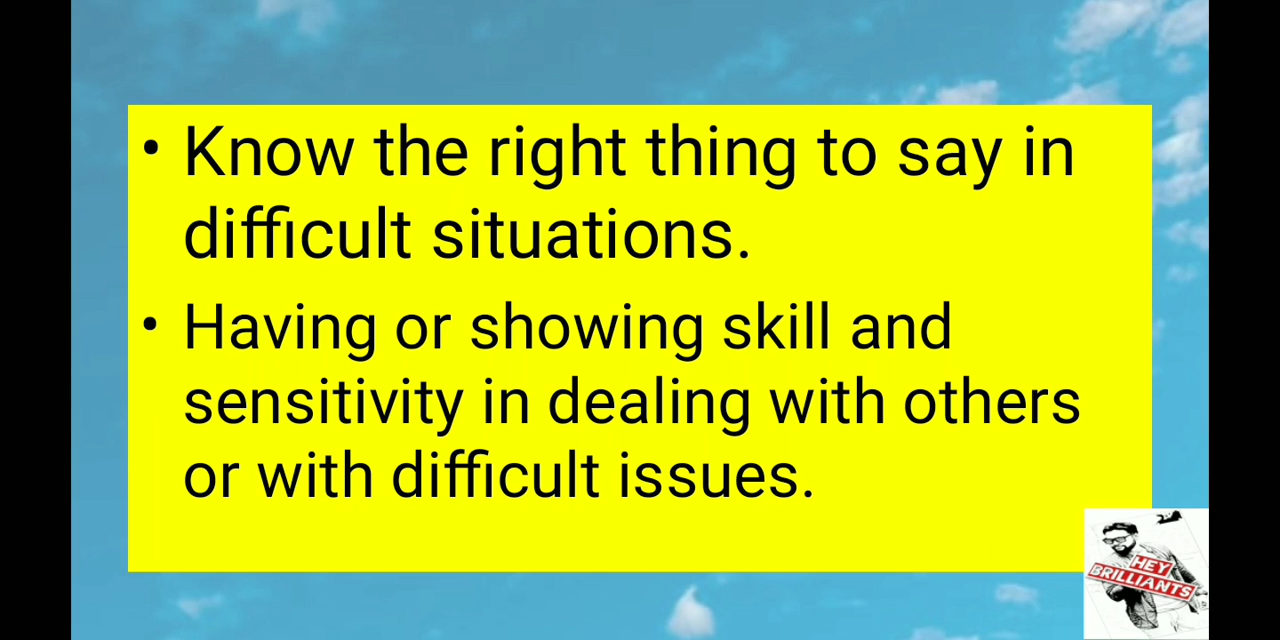 • Know the right thing to say in
difficult situations.
• Having or showing skill and
sensitivity in dealing with others
or with difficult issues.
HEY
BRILLIANTS